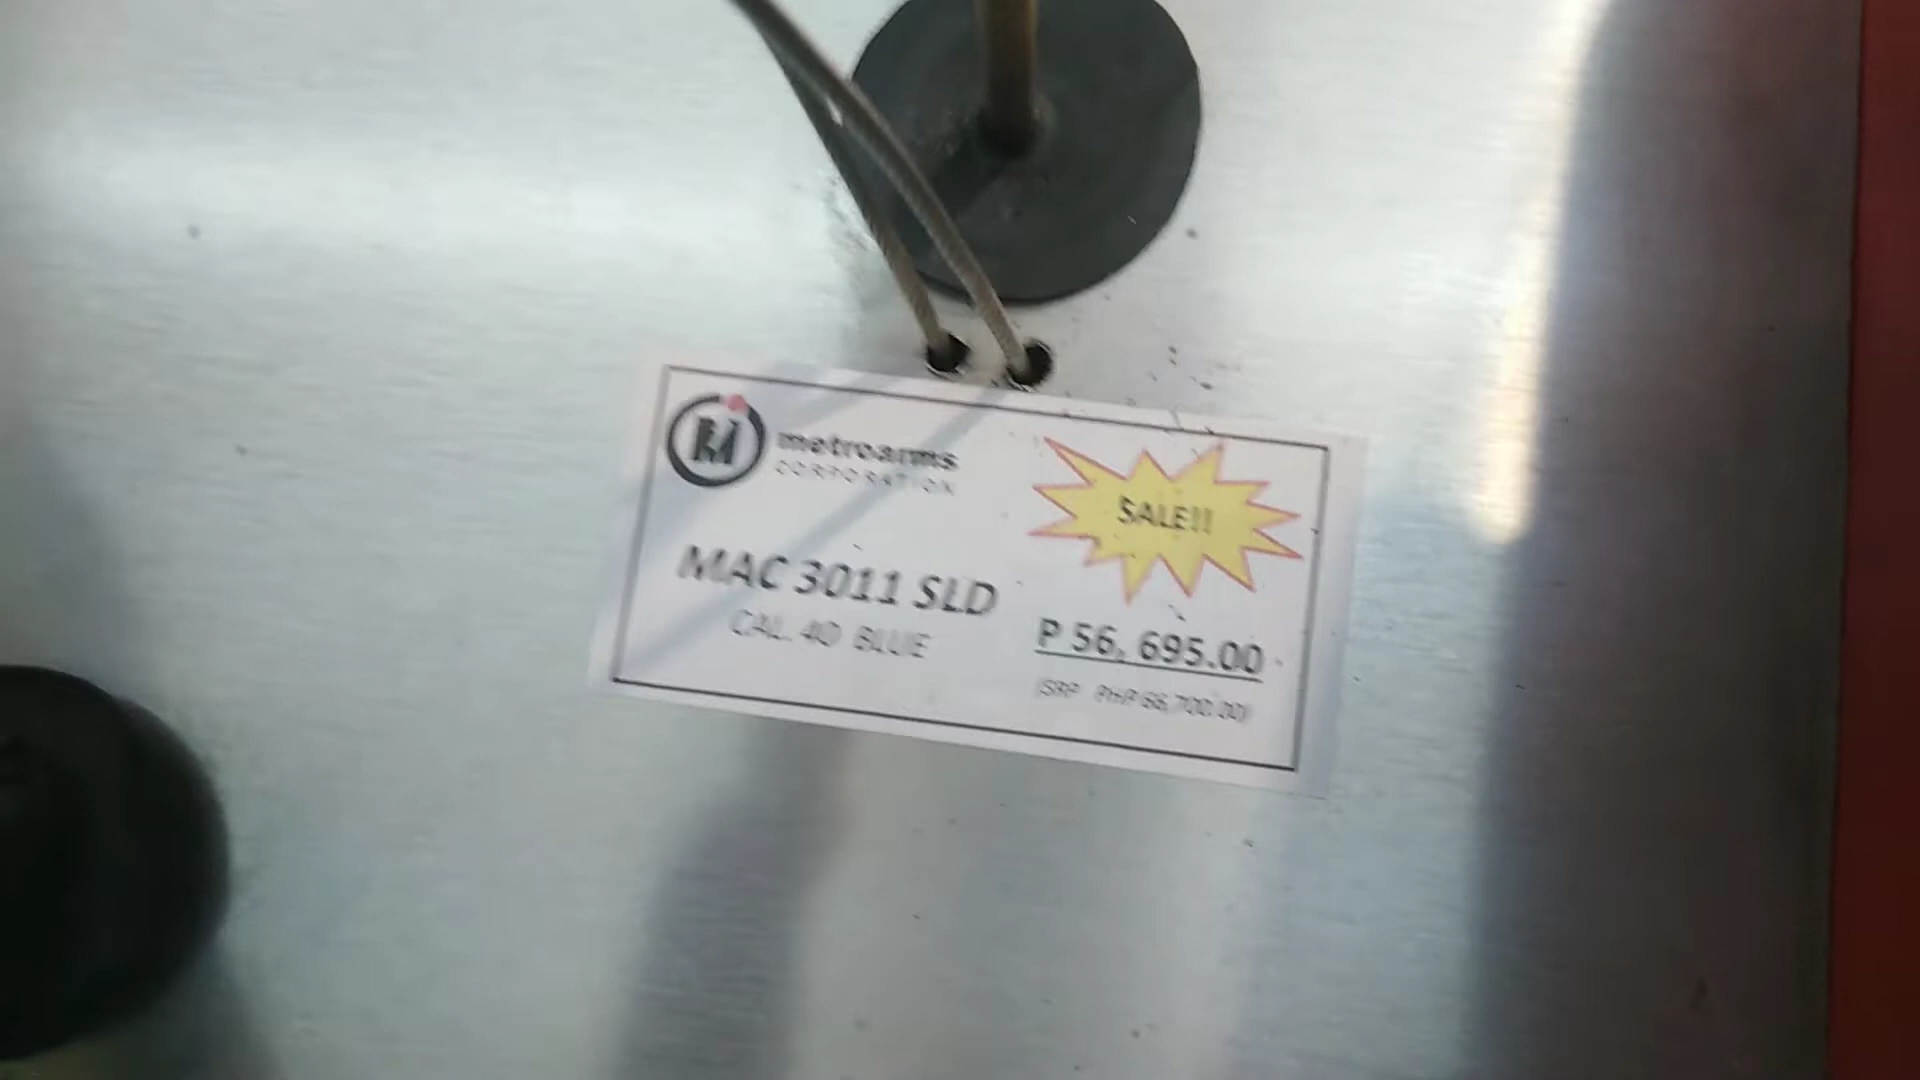 metroarms
CORPORATION
SALE!!
MAC 3011 SLD
CAL. 40 BLUE
P 56, 695.00
(SRP PHP 66,700.00)